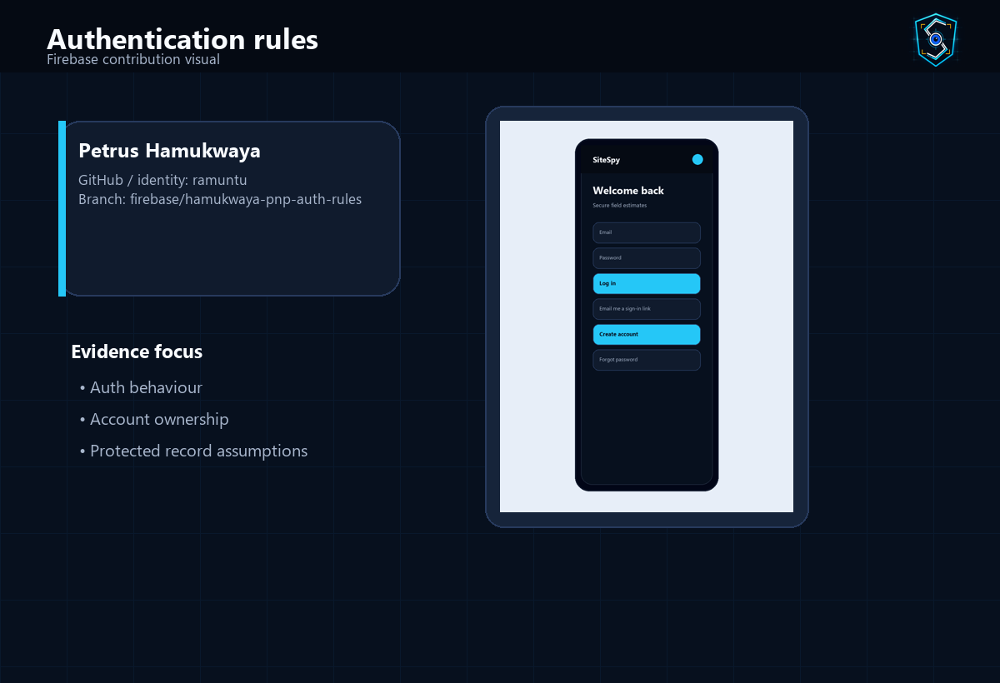 Authentication rules
Firebase contribution visual
Petrus Hamukwaya
GitHub / identity: ramuntu
Branch: firebase/hamukwaya-pnp-auth-rules
Evidence focus
• Auth behaviour
• Account ownership
• Protected record assumptions
SiteSpy
Welcome back
Secure field estimates
Email
Password
Log in
Email me a sign-in link
Create account
Forgot password